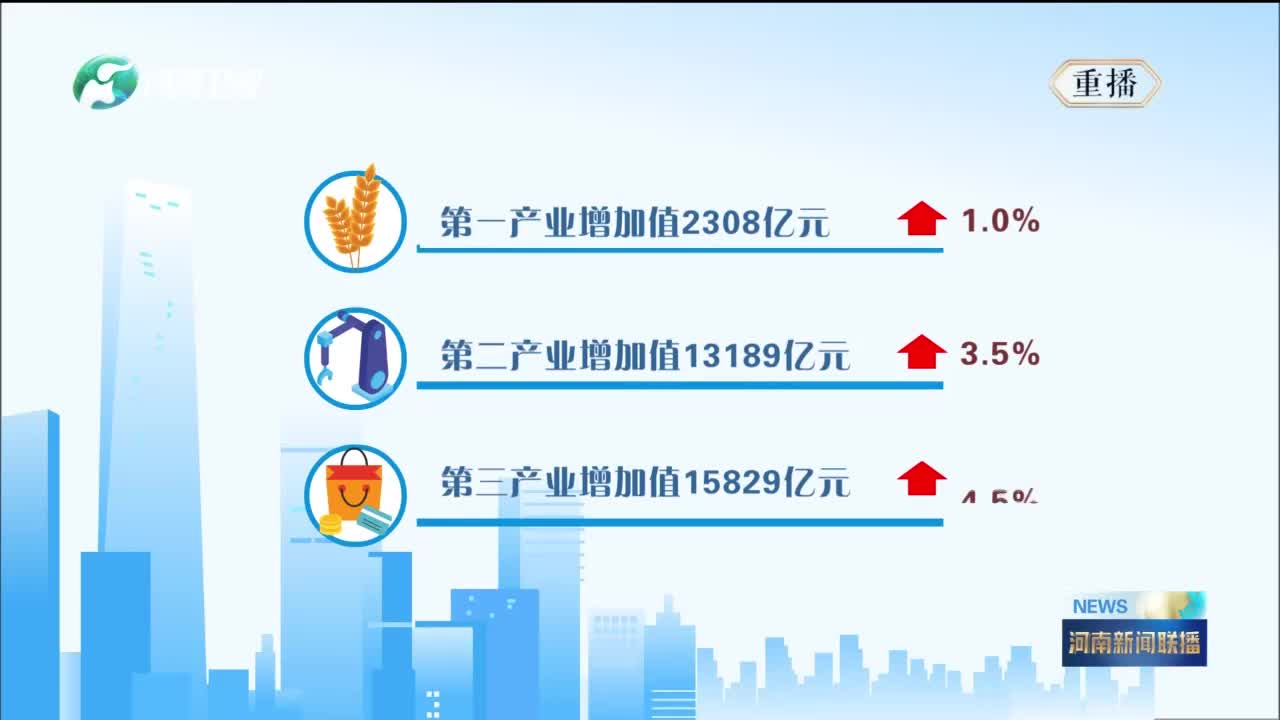 重播
第一产业增加值2308亿元 1.0%
第二产业增加值13189亿元 3.5%
第三产业增加值15829亿元
NEWS
河南新闻联播